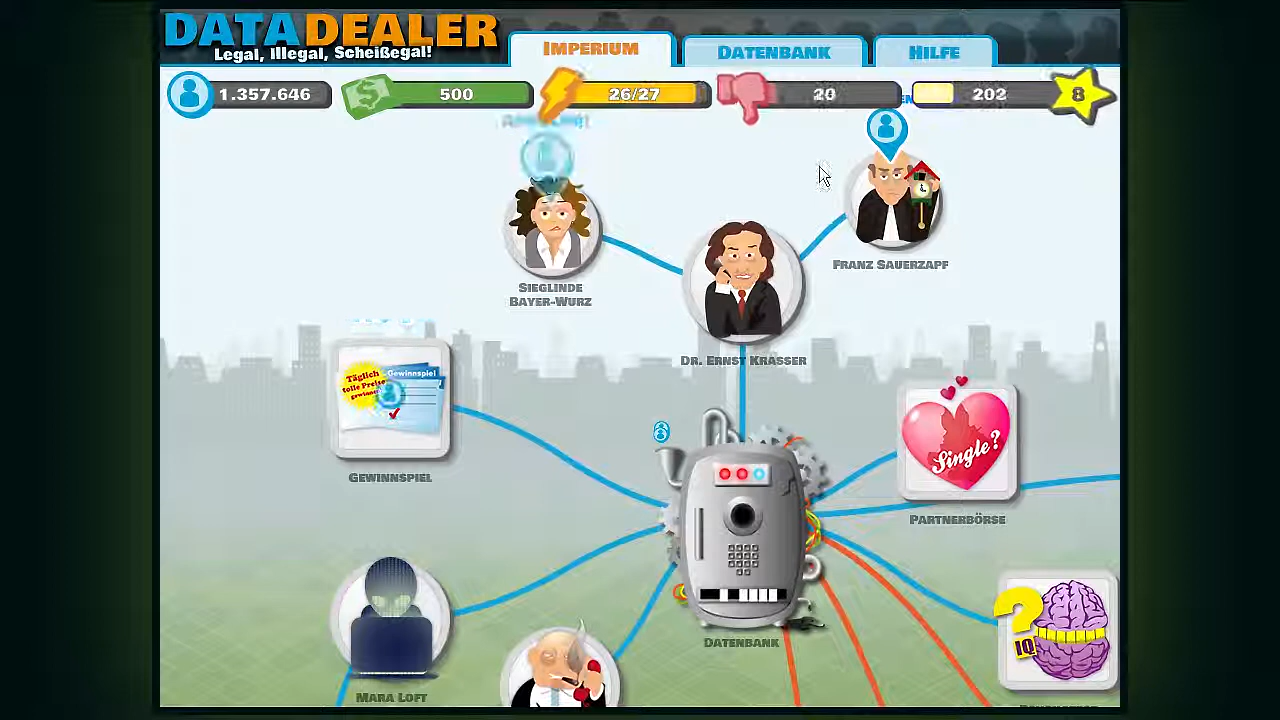 DATADEALER
Legal, Illegal, Scheißegal!
IMPERIUM
DATENBANK
HILFE
1.357.646
500
26/27
20
202
8
SIEGLINDE
BAYER-WURZ
FRANZ SAUERZAPF
DR. ERNST KRASSER
Täglich
tolle Preise
gewinnen
Gewinnspiel
GEWINNSPIEL
Single?
PARTNERBÖRSE
?
IQ
MARA LOFT
DATENBANK